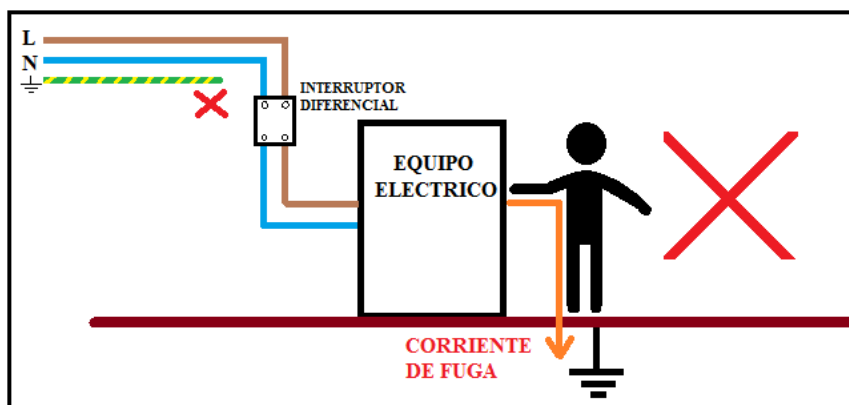 L
N
INTERRUPTOR
DIFERENCIAL
EQUIPO
ELECTRICO
CORRIENTE
DE FUGA